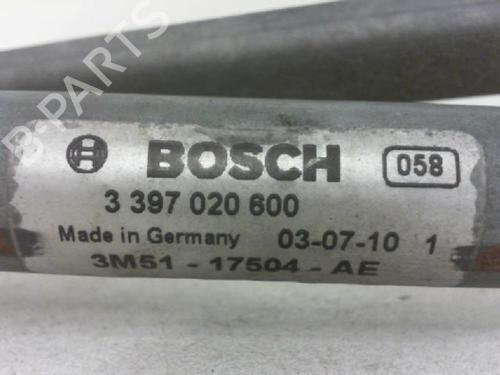 B-PARTS
BOSCH
058
3 397 020 600
Made in Germany 03-07-10 1
3M51 - 17504 - AE